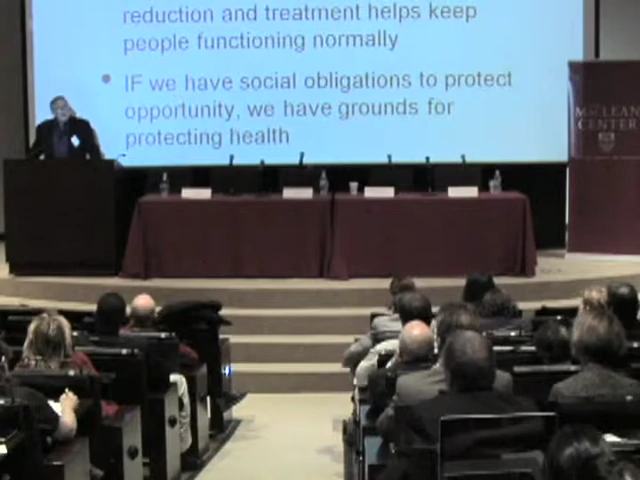 reduction and treatment helps keep
people functioning normally
• IF we have social obligations to protect
opportunity, we have grounds for
protecting health
MACLEAN
CENTER